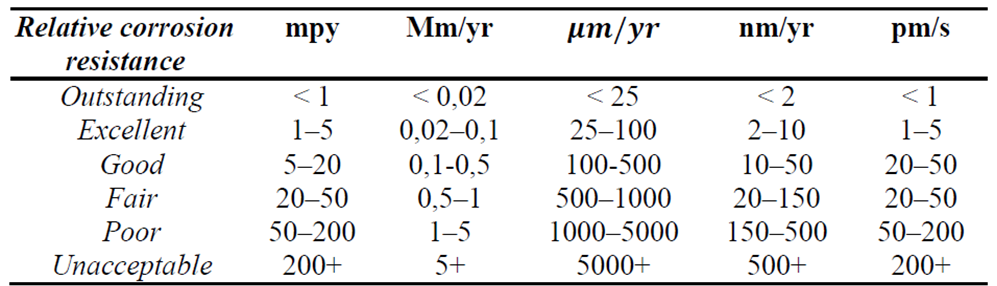 Relative corrosion resistance mpy Mm/yr μm/yr nm/yr pm/s
Outstanding < 1 < 0,02 < 25 < 2 < 1
Excellent 1–5 0,02–0,1 25–100 2–10 1–5
Good 5–20 0,1-0,5 100-500 10–50 20–50
Fair 20–50 0,5–1 500–1000 20–150 20–50
Poor 50–200 1–5 1000–5000 150–500 50–200
Unacceptable 200+ 5+ 5000+ 500+ 200+